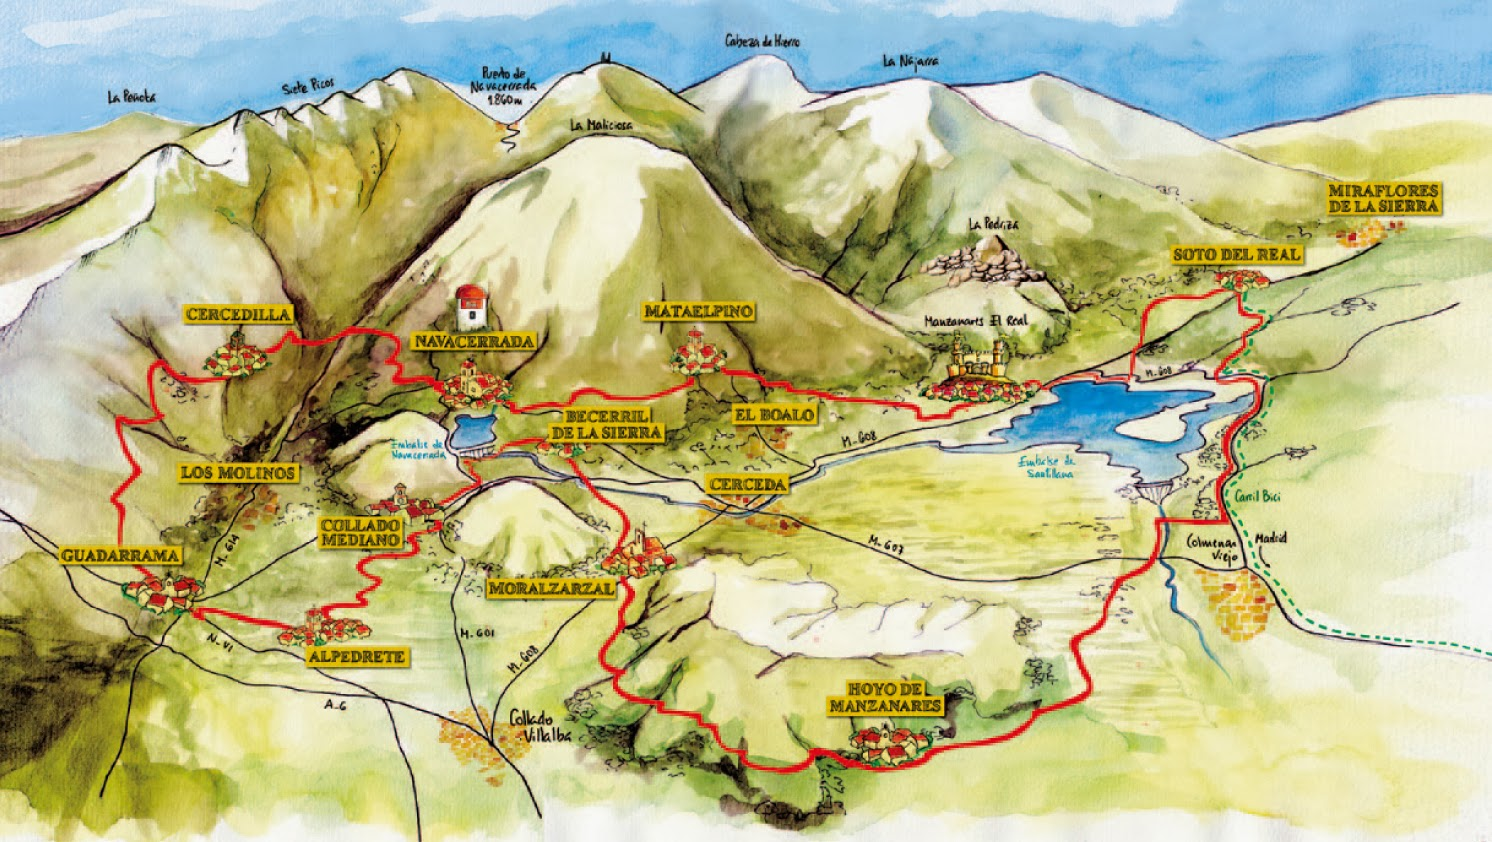 Cabeza de Hierro
La Najarra
Puerto de
Navacerrada
1.860m
Siete Picos
La Peñota
La Maliciosa
MIRAFLORES
DE LA SIERRA
La Pedriza
SOTO DEL REAL
CERCEDILLA
MATAELPINO
Manzanares El Real
NAVACERRADA
M-608
BECERRIL
DE LA SIERRA
EL BOALO
M-608
Embalse de
Navacerrada
LOS MOLINOS
Embalse de
Santillana
CERCEDA
Carril Bici
COLLADO
MEDIANO
M-607
Colmenar
Viejo
Madrid
GUADARRAMA
M-614
MORALZARZAL
N-VI
M-601
M-608
ALPEDRETE
HOYO DE
MANZANARES
A-6
Collado
Villalba